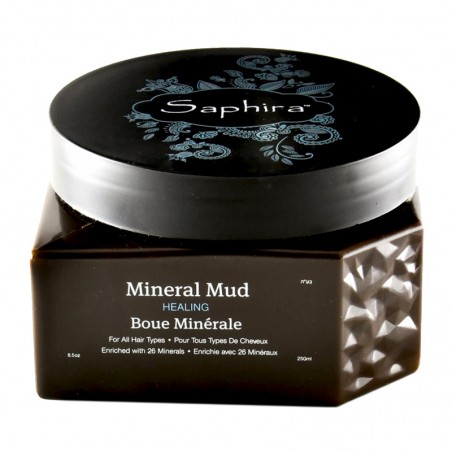 Saphira™
Mineral Mud
HEALING
Boue Minérale
For All Hair Types • Pour Tous Types De Cheveux
Enriched with 26 Minerals • Enrichie avec 26 Minéraux
8.5oz
250ml